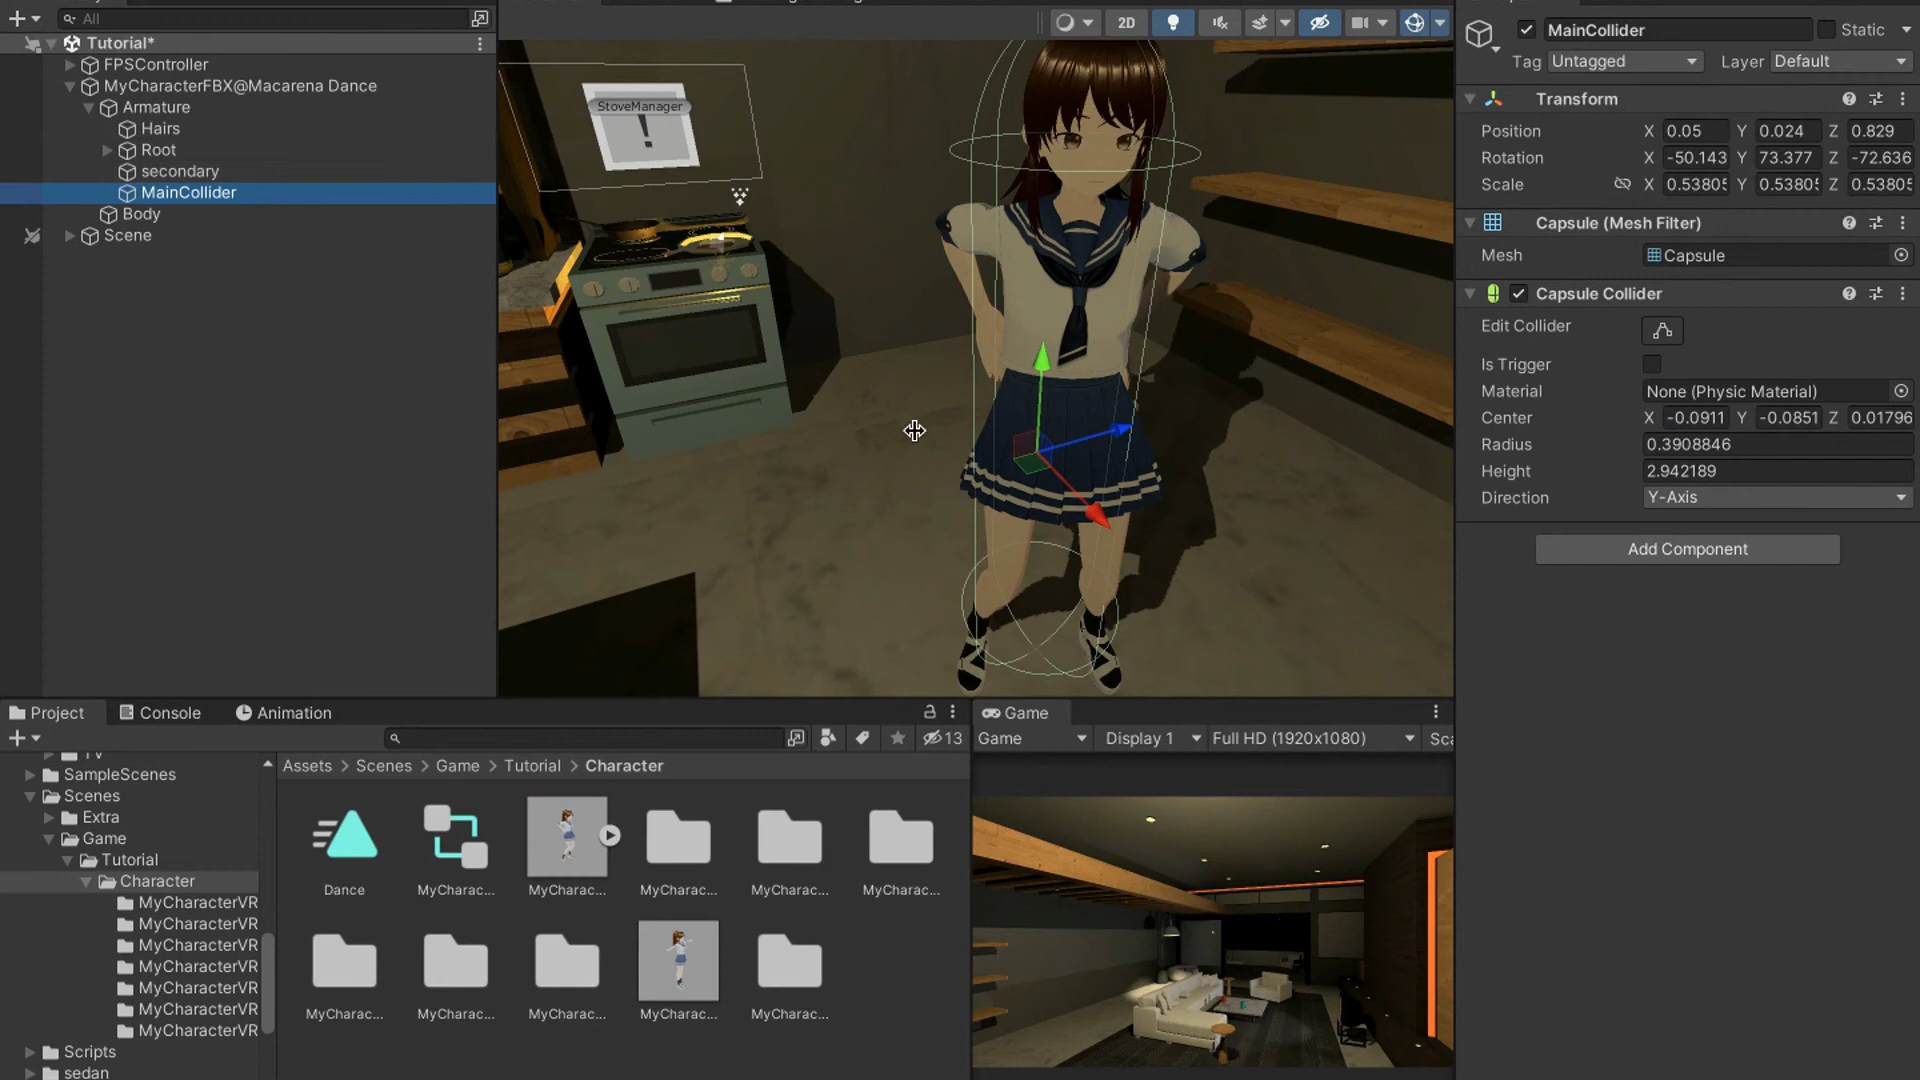 All
Tutorial*
FPSController
MyCharacterFBX@Macarena Dance
Armature
Hairs
Root
secondary
MainCollider
Body
Scene
2D
StoveManager
MainCollider
Static
Tag Untagged Layer Default
Transform
Position X 0.05 Y 0.024 Z 0.829
Rotation X -50.143 Y 73.377 Z -72.636
Scale X 0.5380 Y 0.5380 Z 0.5380
Capsule (Mesh Filter)
Mesh Capsule
Capsule Collider
Edit Collider
Is Trigger
Material None (Physic Material)
Center X -0.0911 Y -0.0851 Z 0.01796
Radius 0.3908846
Height 2.942189
Direction Y-Axis
Add Component
Project Console Animation
13
SampleScenes
Scenes
Extra
Game
Tutorial
Character
MyCharacterVR
MyCharacterVR
MyCharacterVR
MyCharacterVR
MyCharacterVR
MyCharacterVR
MyCharacterVR
Scripts
sedan
Assets > Scenes > Game > Tutorial > Character
Dance MyCharac... MyCharac... MyCharac... MyCharac... MyCharac...
MyCharac... MyCharac... MyCharac... MyCharac... MyCharac...
Game
Game Display 1 Full HD (1920x1080) Sca